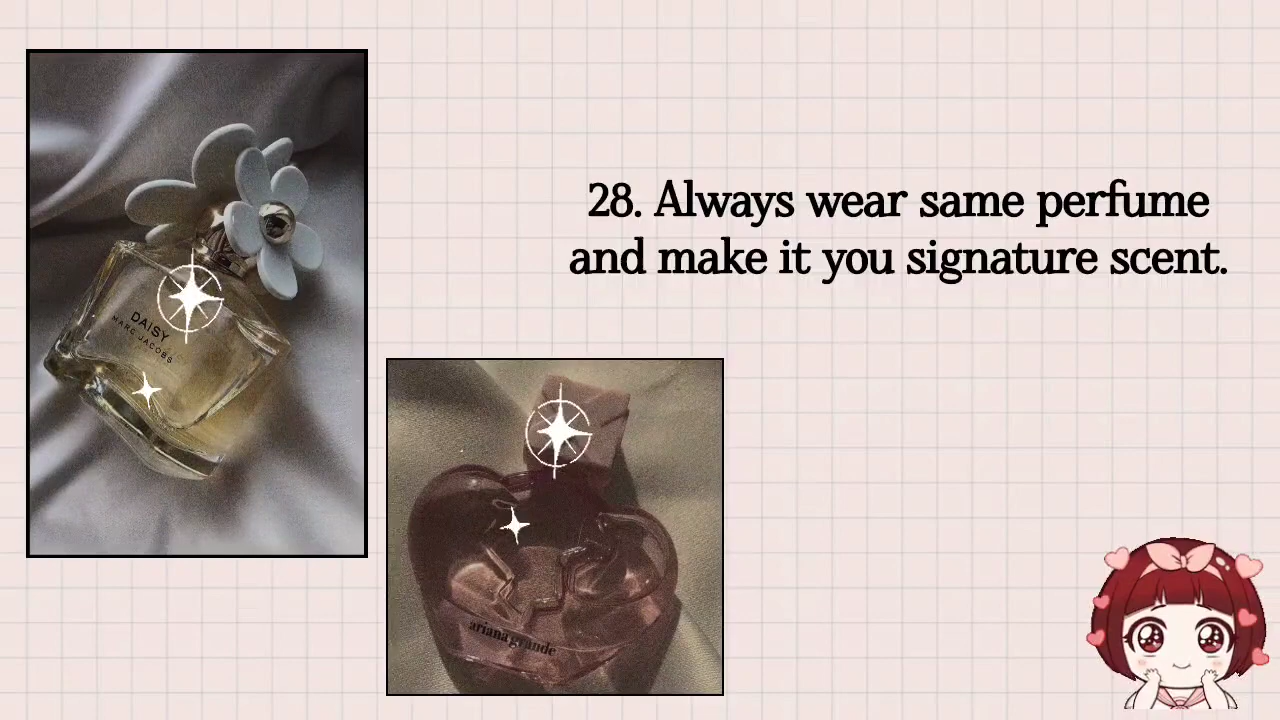 28. Always wear same perfume
and make it you signature scent.
DAISY
MARC JACOBS
ariana grande